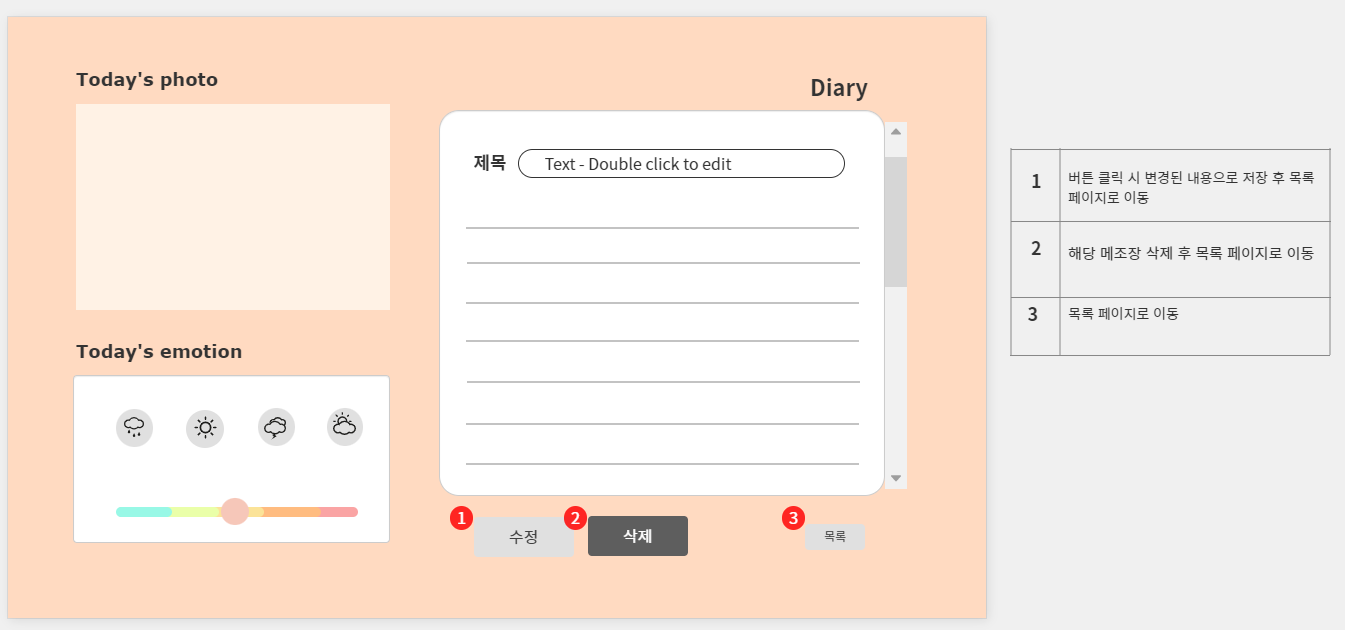 Today's photo
Diary
제목
Text - Double click to edit
Today's emotion
1
수정
2
삭제
3
목록
1
버튼 클릭 시 변경된 내용으로 저장 후 목록
페이지로 이동
2
해당 메조장 삭제 후 목록 페이지로 이동
3
목록 페이지로 이동